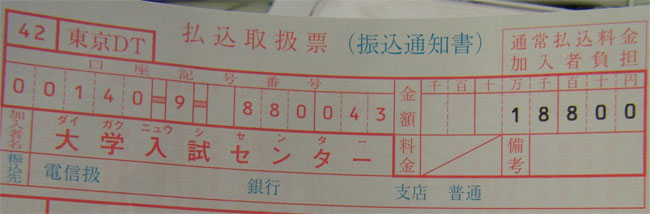 42 東京DT 払込取扱票（振込通知書） 通常払込料金
加入者負担
口座記号番号 千百十万千百十円
00140-9-880043 金額 18800
ダイガクニュウシセンター
加入者名 大学入試センター 料金 備考
振込先 電信扱 銀行 支店 普通